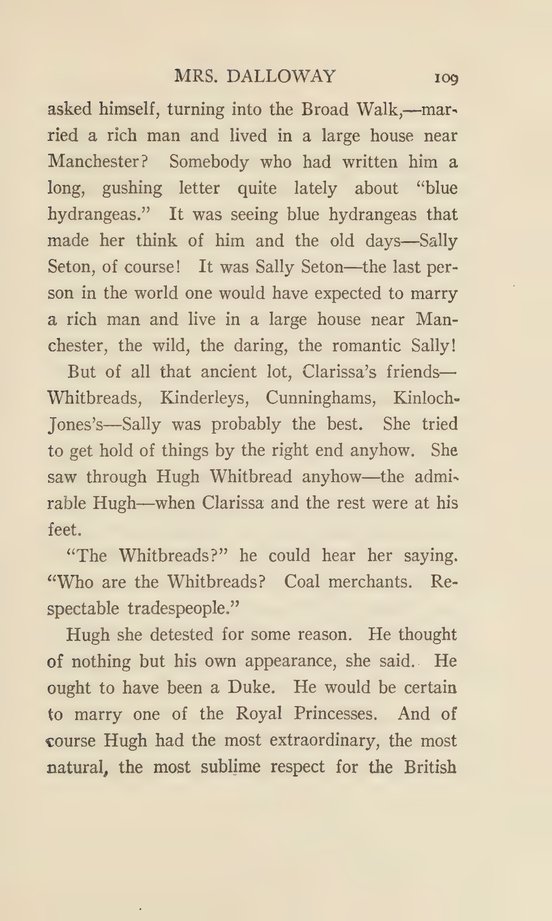 MRS. DALLOWAY 109
asked himself, turning into the Broad Walk,—mar-
ried a rich man and lived in a large house near
Manchester? Somebody who had written him a
long, gushing letter quite lately about “blue
hydrangeas.” It was seeing blue hydrangeas that
made her think of him and the old days—Sally
Seton, of course! It was Sally Seton—the last per-
son in the world one would have expected to marry
a rich man and live in a large house near Man-
chester, the wild, the daring, the romantic Sally!
But of all that ancient lot, Clarissa’s friends—
Whitbreads, Kinderleys, Cunninghams, Kinloch-
Jones’s—Sally was probably the best. She tried
to get hold of things by the right end anyhow. She
saw through Hugh Whitbread anyhow—the admi-
rable Hugh—when Clarissa and the rest were at his
feet.
“The Whitbreads?” he could hear her saying.
“Who are the Whitbreads? Coal merchants. Re-
spectable tradespeople.”
Hugh she detested for some reason. He thought
of nothing but his own appearance, she said. He
ought to have been a Duke. He would be certain
to marry one of the Royal Princesses. And of
course Hugh had the most extraordinary, the most
natural, the most sublime respect for the British